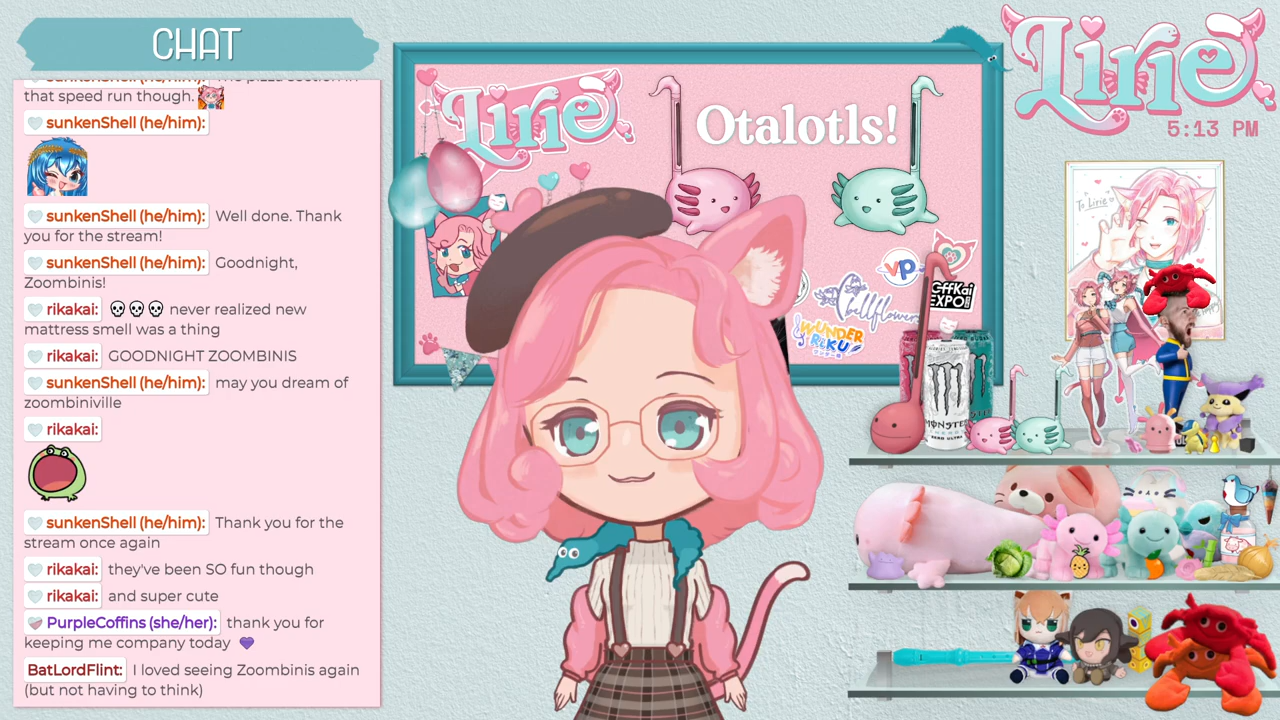 CHAT
that speed run though.
sunkenShell (he/him):
sunkenShell (he/him): Well done. Thank
you for the stream!
sunkenShell (he/him): Goodnight,
Zoombinis!
rikakai: 💀💀💀 never realized new
mattress smell was a thing
rikakai: GOODNIGHT ZOOMBINIS
sunkenShell (he/him): may you dream of
zoombiniville
rikakai:
sunkenShell (he/him): Thank you for the
stream once again
rikakai: they've been SO fun though
rikakai: and super cute
PurpleCoffins (she/her): thank you for
keeping me company today 💜
BatLordFlint: I loved seeing Zoombinis again
(but not having to think)
Lirie
Otalotls!
VP
bellflower
WUNDER
RiKU
CffKai
EXPO
Lirie
5:13 PM
To Lirie
MONSTER